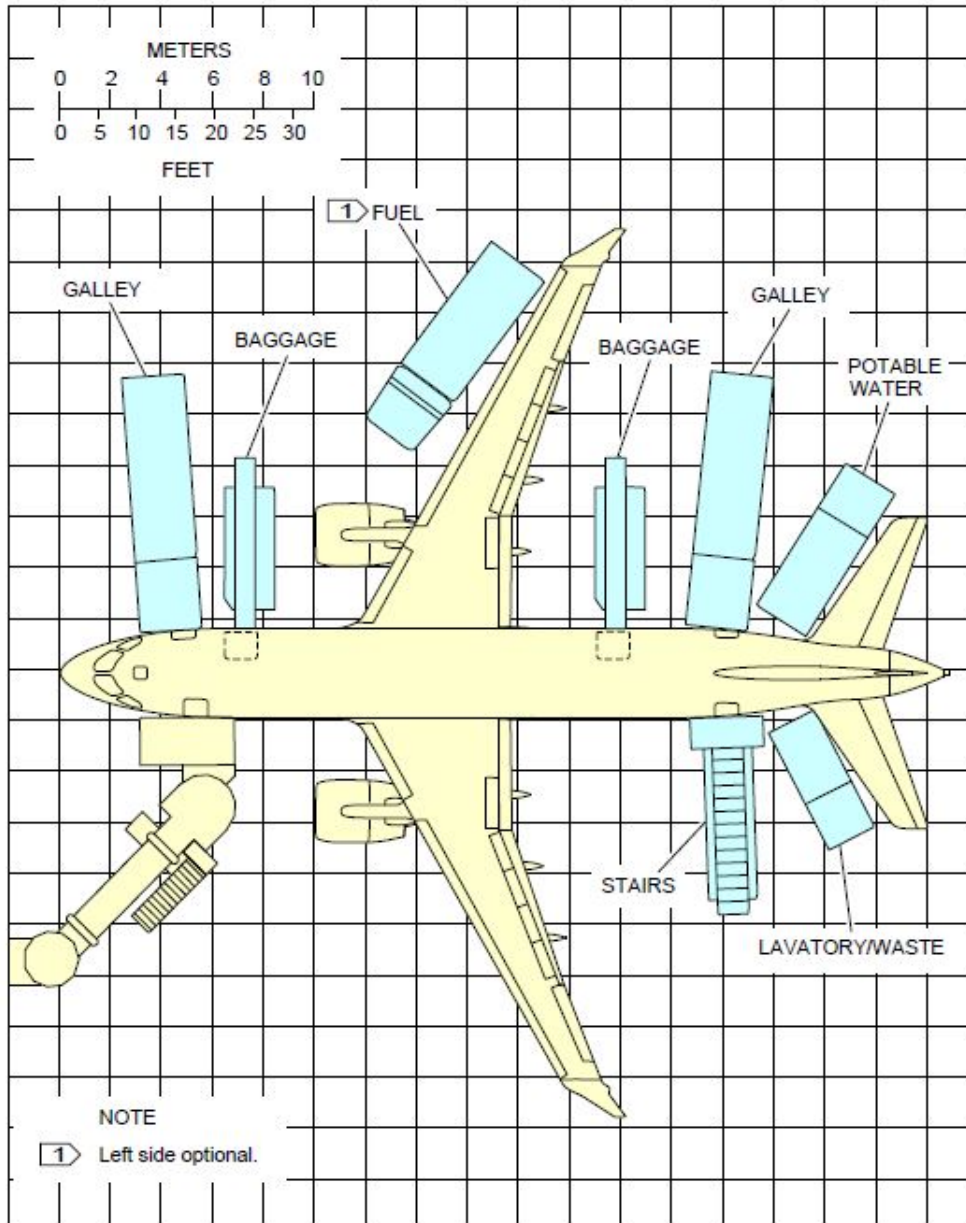 METERS
0 2 4 6 8 10
0 5 10 15 20 25 30
FEET
1 FUEL
GALLEY
GALLEY
BAGGAGE
BAGGAGE
POTABLE
WATER
STAIRS
LAVATORY/WASTE
NOTE
1 Left side optional.